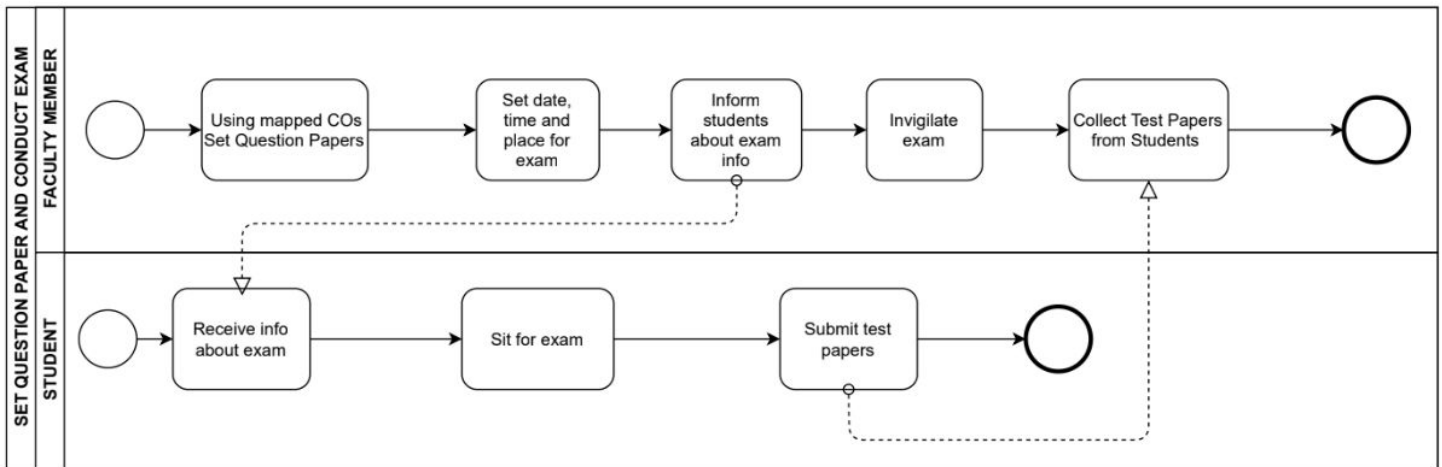 SET QUESTION PAPER AND CONDUCT EXAM
FACULTY MEMBER
Using mapped COs
Set Question Papers
Set date,
time and
place for
exam
Inform
students
about exam
info
Invigilate
exam
Collect Test Papers
from Students
STUDENT
Receive info
about exam
Sit for exam
Submit test
papers